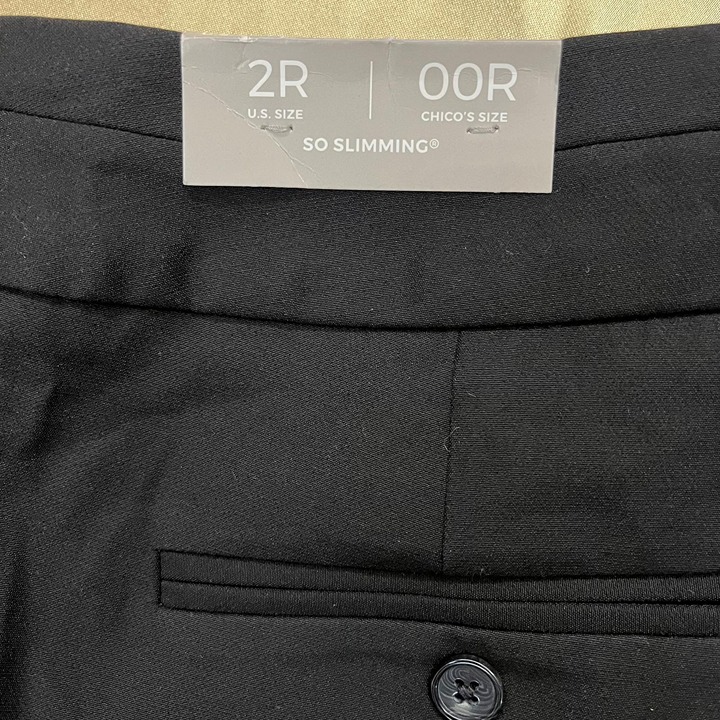 2R | 00R
U.S. SIZE CHICO'S SIZE
SO SLIMMING®